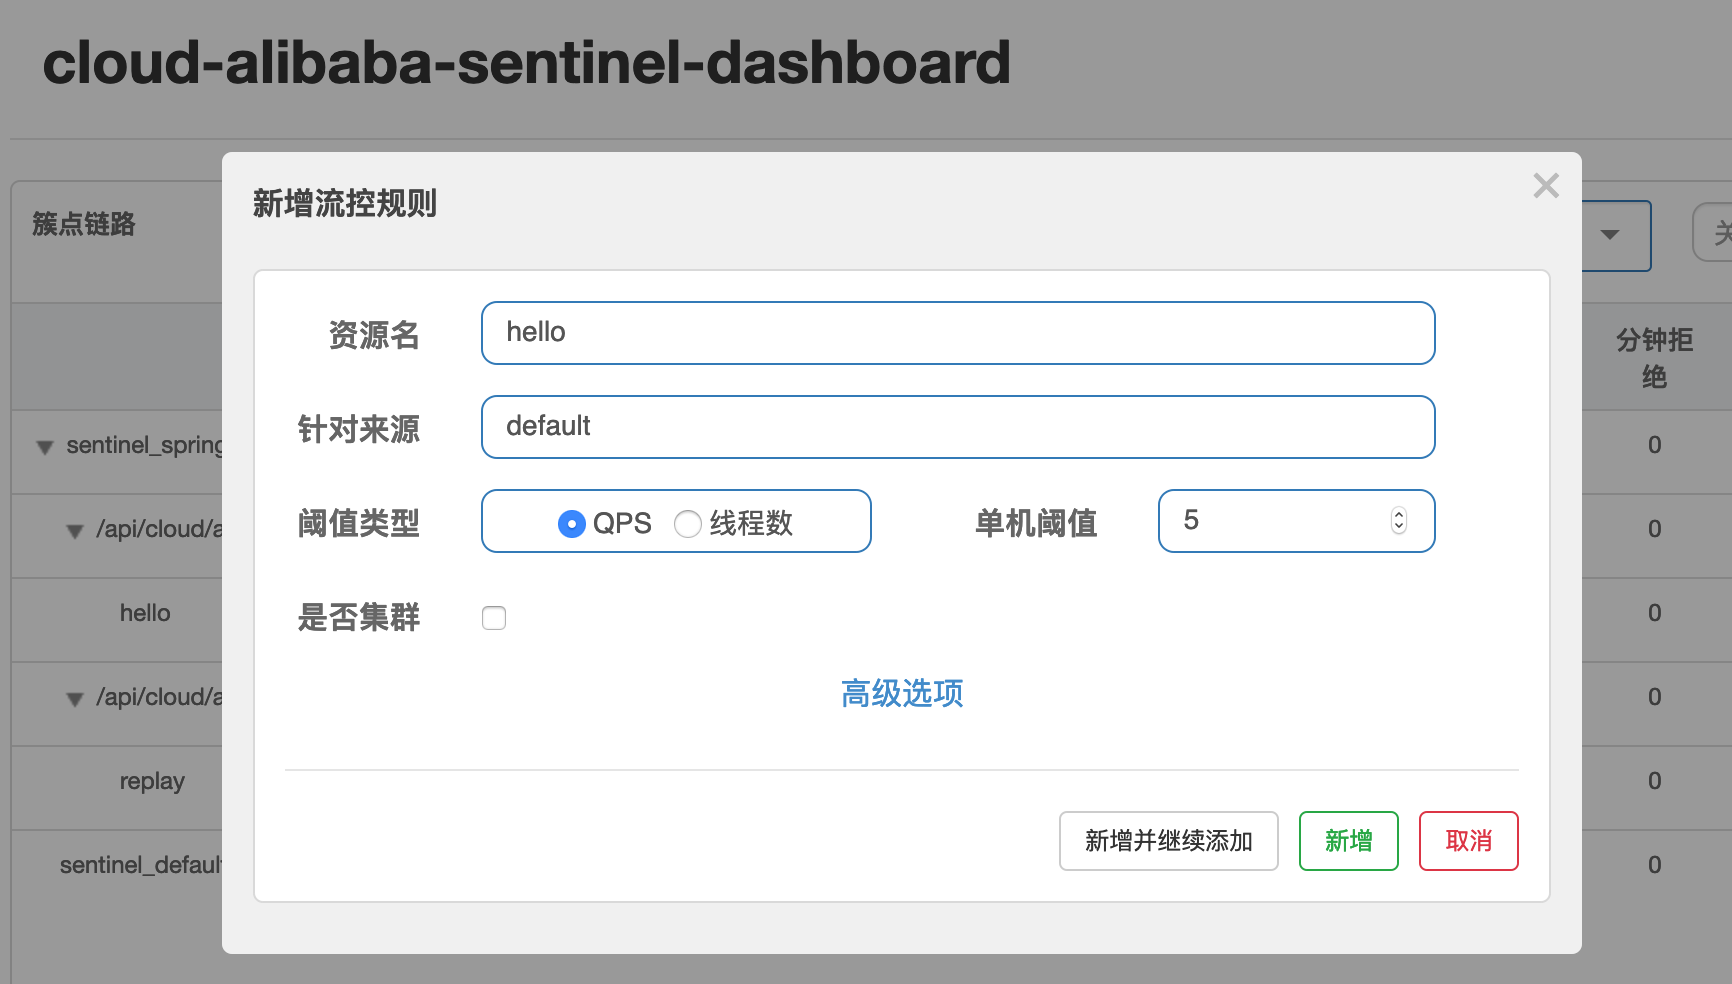 cloud-alibaba-sentinel-dashboard
新增流控规则
簇点链路
资源名 hello
针对来源 default
阈值类型 QPS 线程数 单机阈值 5
是否集群
高级选项
新增并继续添加 新增 取消
分钟拒
绝
sentinel_spring 0
/api/cloud/a 0
hello 0
/api/cloud/a 0
replay 0
sentinel_default 0